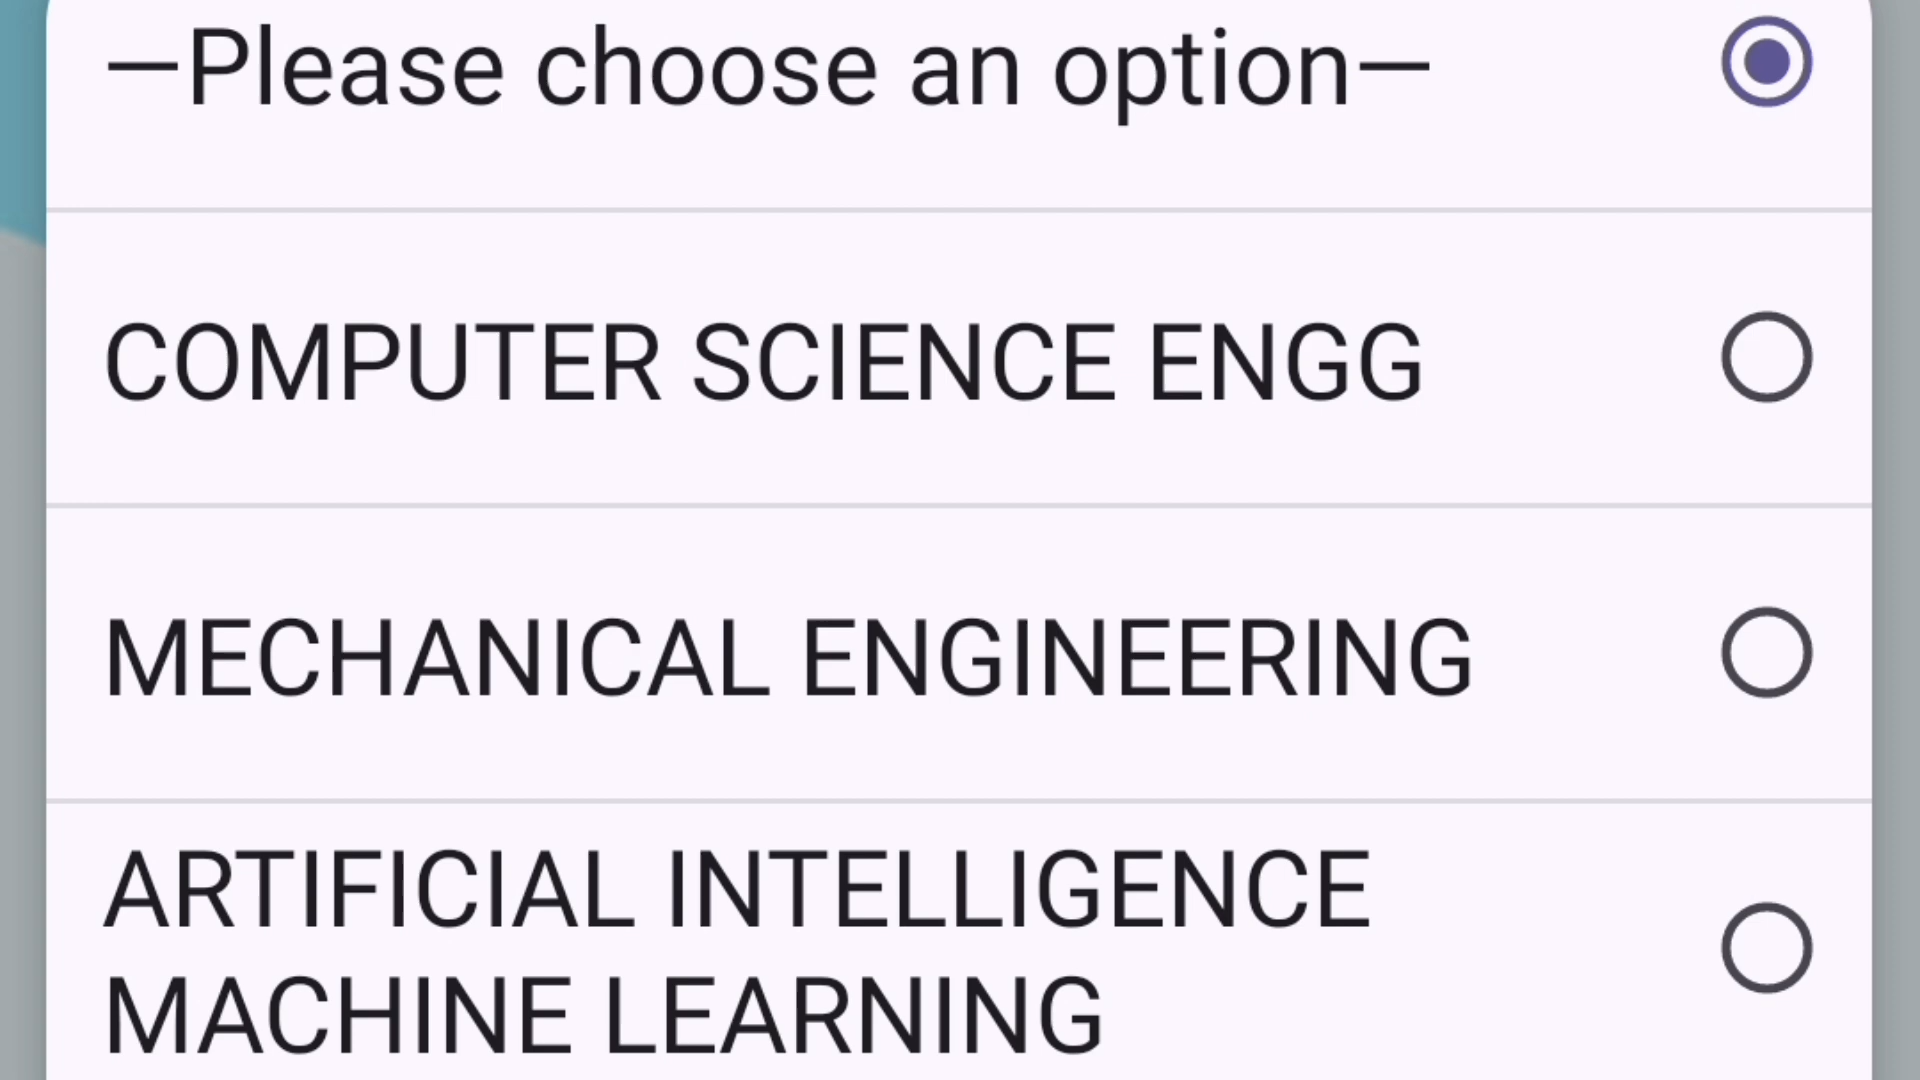 —Please choose an option—
COMPUTER SCIENCE ENGG
MECHANICAL ENGINEERING
ARTIFICIAL INTELLIGENCE
MACHINE LEARNING